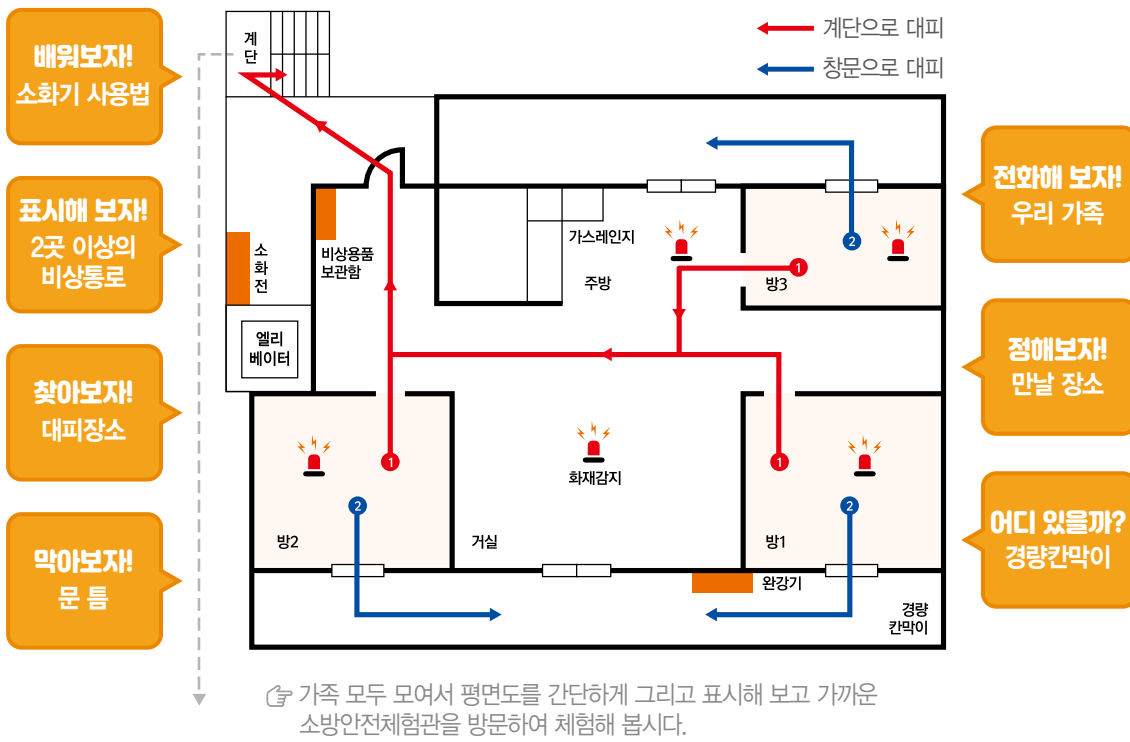 배워보자!
소화기 사용법
표시해 보자!
2곳 이상의
비상통로
찾아보자!
대피장소
막아보자!
문 틈
계단으로 대피
창문으로 대피
계
단
소
화
전
비상용품
보관함
엘리
베이터
가스레인지
주방
2
1
방3
1
2
방2
거실
화재감지
1
2
방1
완강기
경량
칸막이
전화해 보자!
우리 가족
정해보자!
만날 장소
어디 있을까?
경량칸막이
가족 모두 모여서 평면도를 간단하게 그리고 표시해 보고 가까운
소방안전체험관을 방문하여 체험해 봅시다.